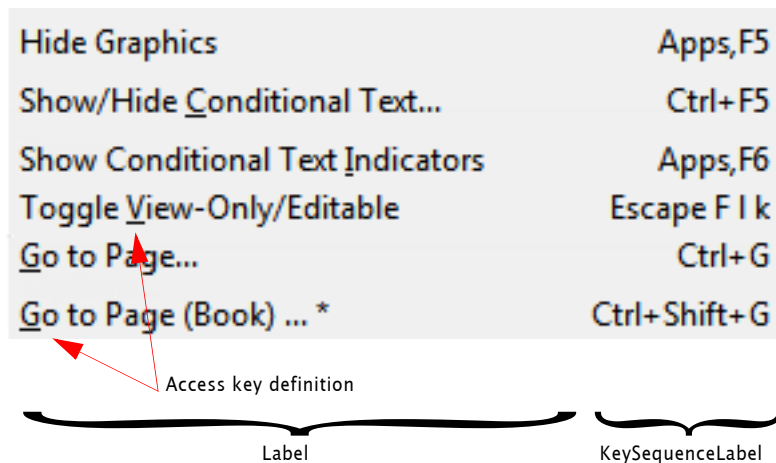 Hide Graphics Apps,F5
Show/Hide Conditional Text... Ctrl+F5
Show Conditional Text Indicators Apps,F6
Toggle View-Only/Editable Escape F l k
Go to Page... Ctrl+G
Go to Page (Book) ... * Ctrl+Shift+G
Access key definition
Label KeySequenceLabel